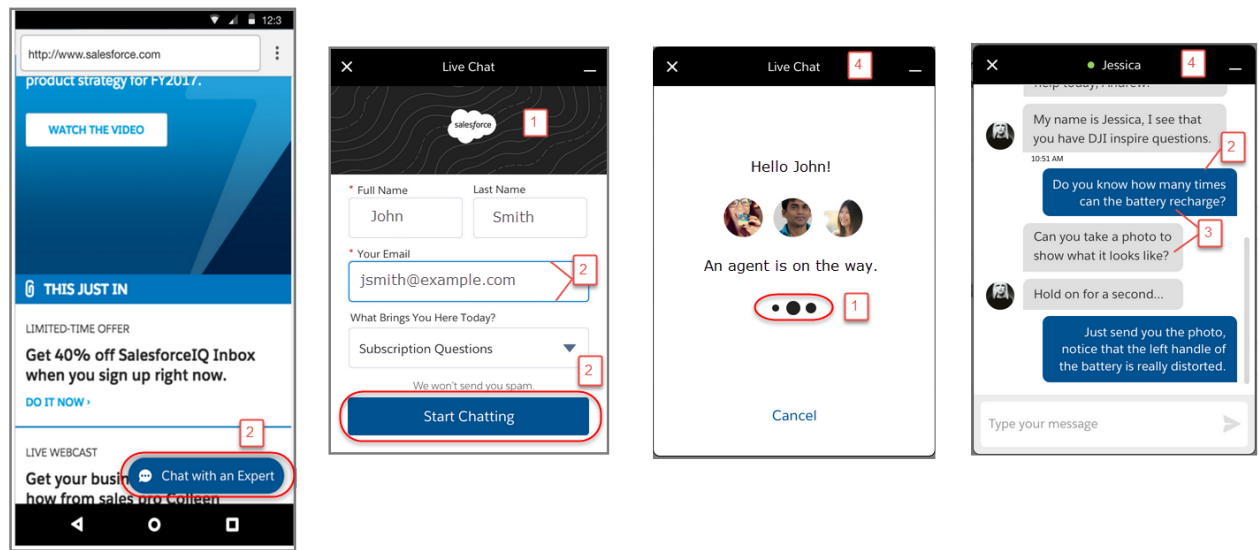 12:3
http://www.salesforce.com
product strategy for FY2017.
WATCH THE VIDEO
THIS JUST IN
LIMITED-TIME OFFER
Get 40% off SalesforceIQ Inbox
when you sign up right now.
DO IT NOW ›
2
LIVE WEBCAST
Get your busin
Chat with an Expert
how from sales pro Colleen
Live Chat
salesforce
1
* Full Name
Last Name
John
Smith
* Your Email
jsmith@example.com
2
What Brings You Here Today?
Subscription Questions
2
We won't send you spam.
Start Chatting
Live Chat
4
Hello John!
An agent is on the way.
1
Cancel
Jessica
4
help today, Andrew.
My name is Jessica, I see that
you have DJI inspire questions.
10:51 AM
2
Do you know how many times
can the battery recharge?
3
Can you take a photo to
show what it looks like?
Hold on for a second...
Just send you the photo,
notice that the left handle of
the battery is really distorted.
Type your message